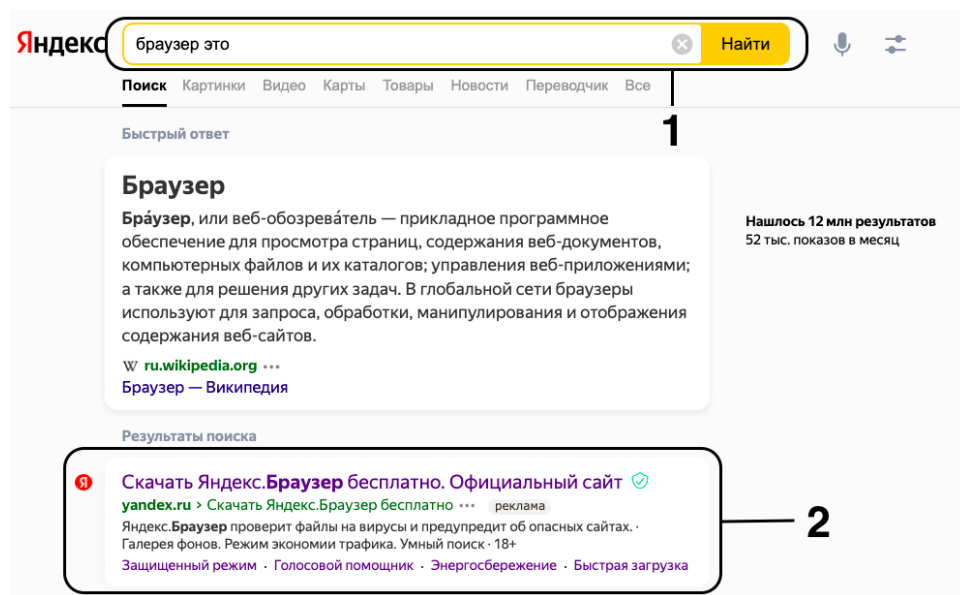 Яндекс браузер это Найти
Поиск Картинки Видео Карты Товары Новости Переводчик Все
1
Быстрый ответ
Браузер
Бра́узер, или веб-обозрева́тель — прикладное программное
обеспечение для просмотра страниц, содержания веб-документов,
компьютерных файлов и их каталогов; управления веб-приложениями;
а также для решения других задач. В глобальной сети браузеры
используют для запроса, обработки, манипулирования и отображения
содержания веб-сайтов.
W ru.wikipedia.org
Браузер — Википедия
Нашлось 12 млн результатов
52 тыс. показов в месяц
Результаты поиска
Я Скачать Яндекс.Браузер бесплатно. Официальный сайт
yandex.ru › Скачать Яндекс.Браузер бесплатно ··· реклама
Яндекс.Браузер проверит файлы на вирусы и предупредит об опасных сайтах. ·
Галерея фонов. Режим экономии трафика. Умный поиск · 18+
Защищенный режим · Голосовой помощник · Энергосбережение · Быстрая загрузка
2